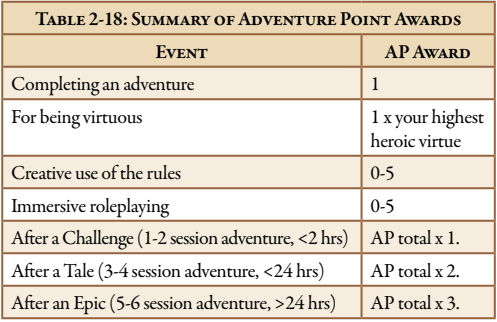 Table 2-18: Summary of Adventure Point Awards
Event AP Award
Completing an adventure 1
For being virtuous 1 x your highest
heroic virtue
Creative use of the rules 0-5
Immersive roleplaying 0-5
After a Challenge (1-2 session adventure, <2 hrs) AP total x 1.
After a Tale (3-4 session adventure, <24 hrs) AP total x 2.
After an Epic (5-6 session adventure, >24 hrs) AP total x 3.